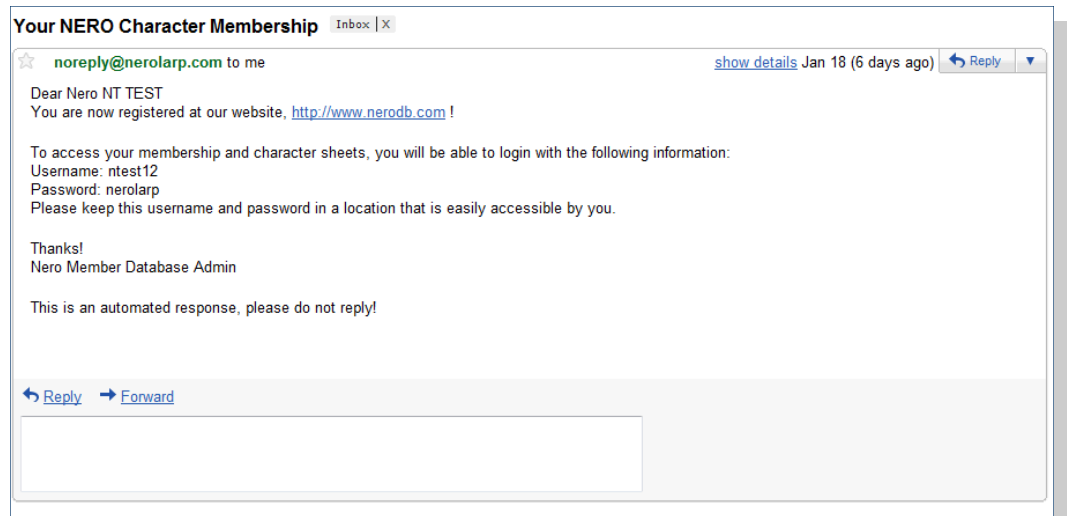 Your NERO Character Membership Inbox | X
noreply@nerolarp.com to me show details Jan 18 (6 days ago) Reply
Dear Nero NT TEST
You are now registered at our website, http://www.nerodb.com !
To access your membership and character sheets, you will be able to login with the following information:
Username: ntest12
Password: nerolarp
Please keep this username and password in a location that is easily accessible by you.
Thanks!
Nero Member Database Admin
This is an automated response, please do not reply!
Reply Forward